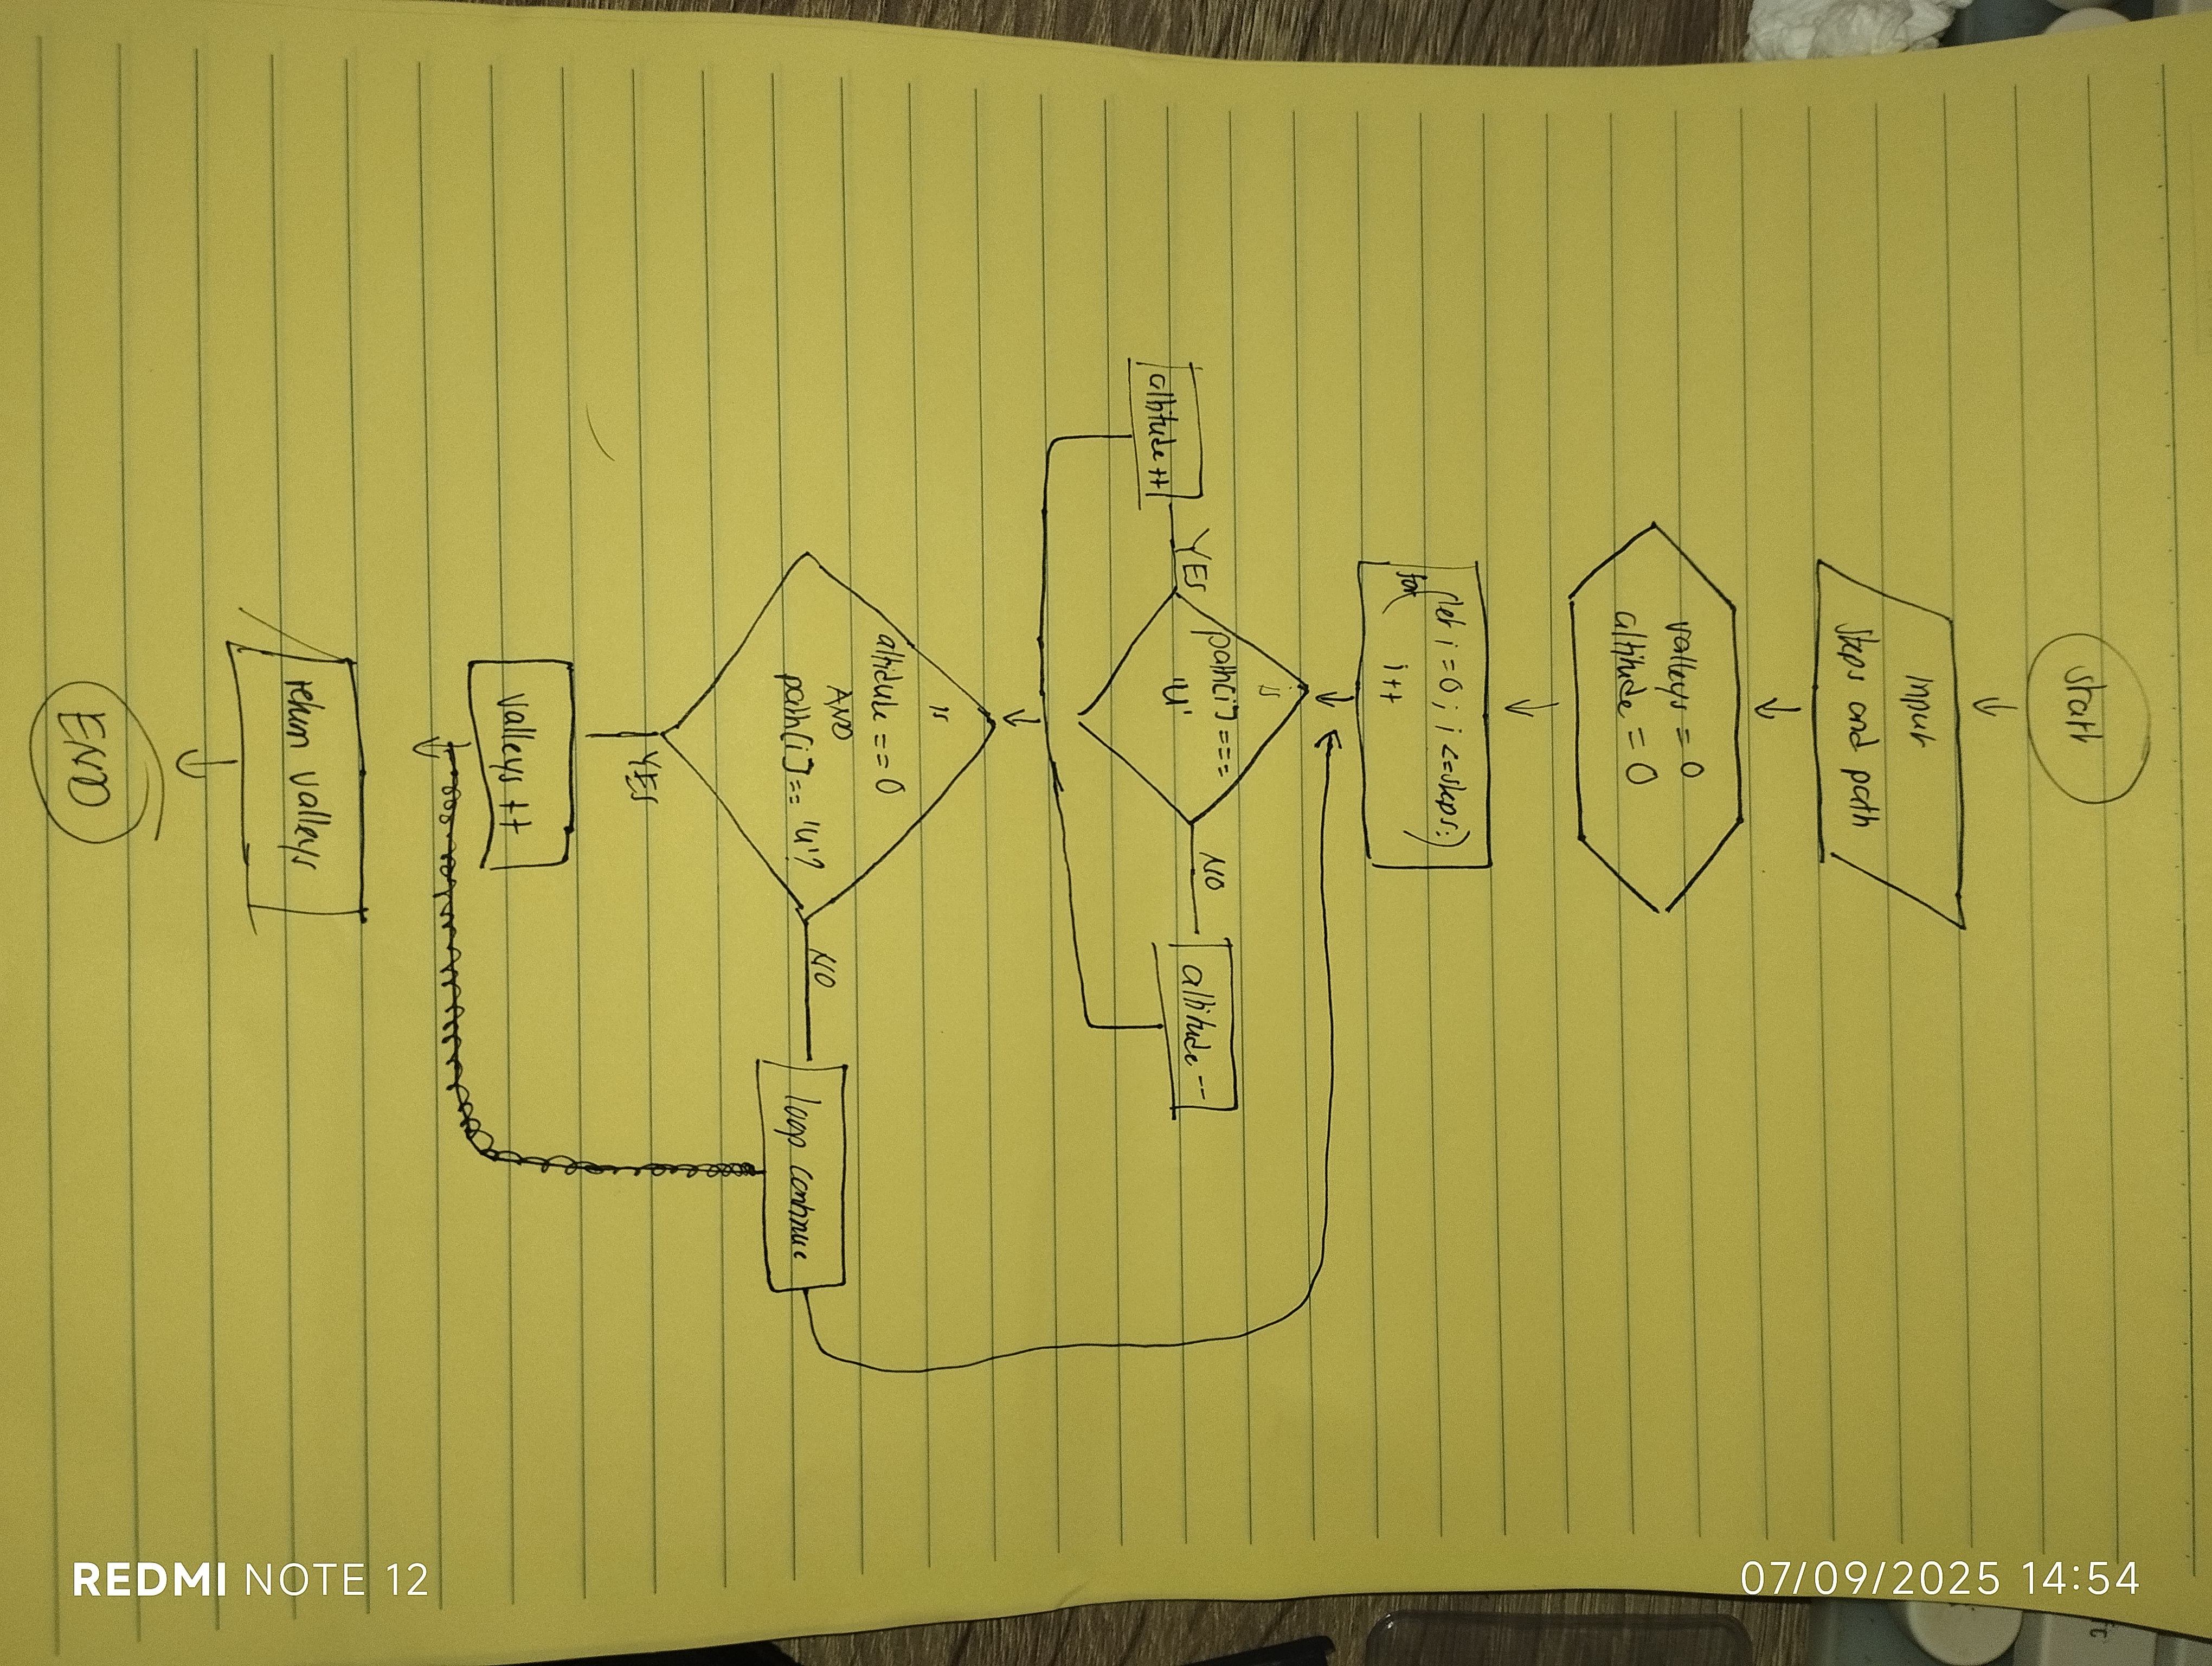 start
Input
steps and path
valleys = 0
altitude = 0
for (let i = 0; i <= steps;)
i++
is
path[i] ===
'U'
YES
NO
altitude ++
altitude --
is
altidule == 0
AND
path[i] == 'u'?
NO
loop continue
YES
valleys ++
return valleys
END
REDMI NOTE 12
07/09/2025 14:54